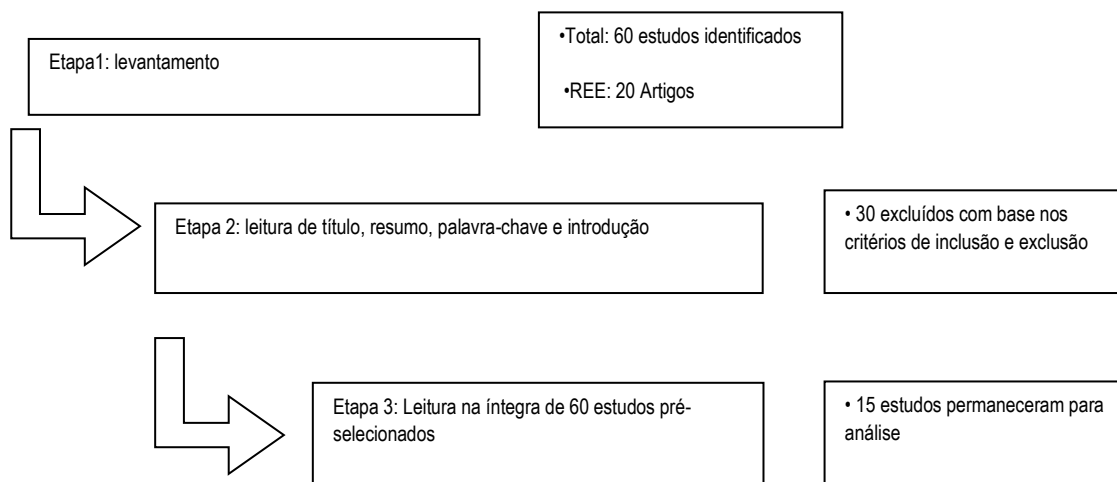 Etapa1: levantamento
•Total: 60 estudos identificados
•REE: 20 Artigos
Etapa 2: leitura de título, resumo, palavra-chave e introdução
• 30 excluídos com base nos
critérios de inclusão e exclusão
Etapa 3: Leitura na íntegra de 60 estudos pré-
selecionados
• 15 estudos permaneceram para
análise